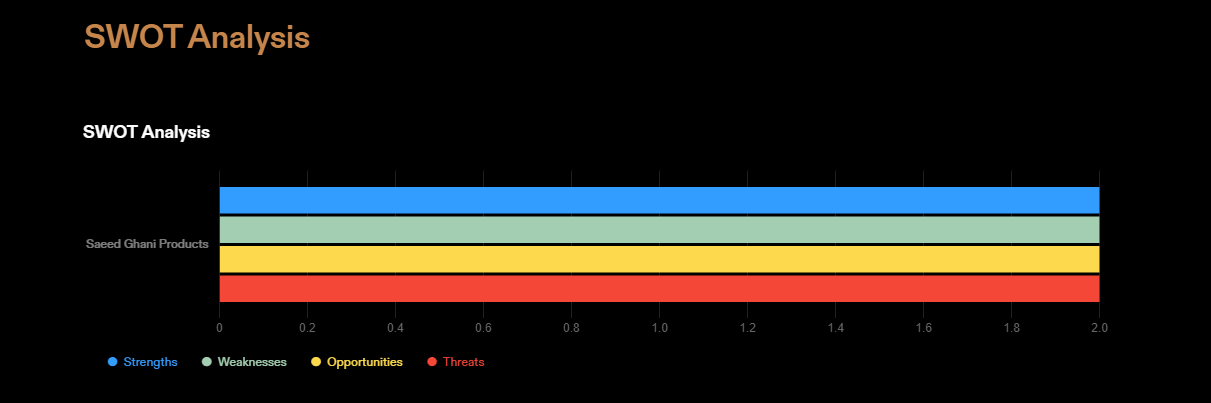 SWOT Analysis
SWOT Analysis
Saeed Ghani Products
0 0.2 0.4 0.6 0.8 1.0 1.2 1.4 1.6 1.8 2.0
Strengths Weaknesses Opportunities Threats